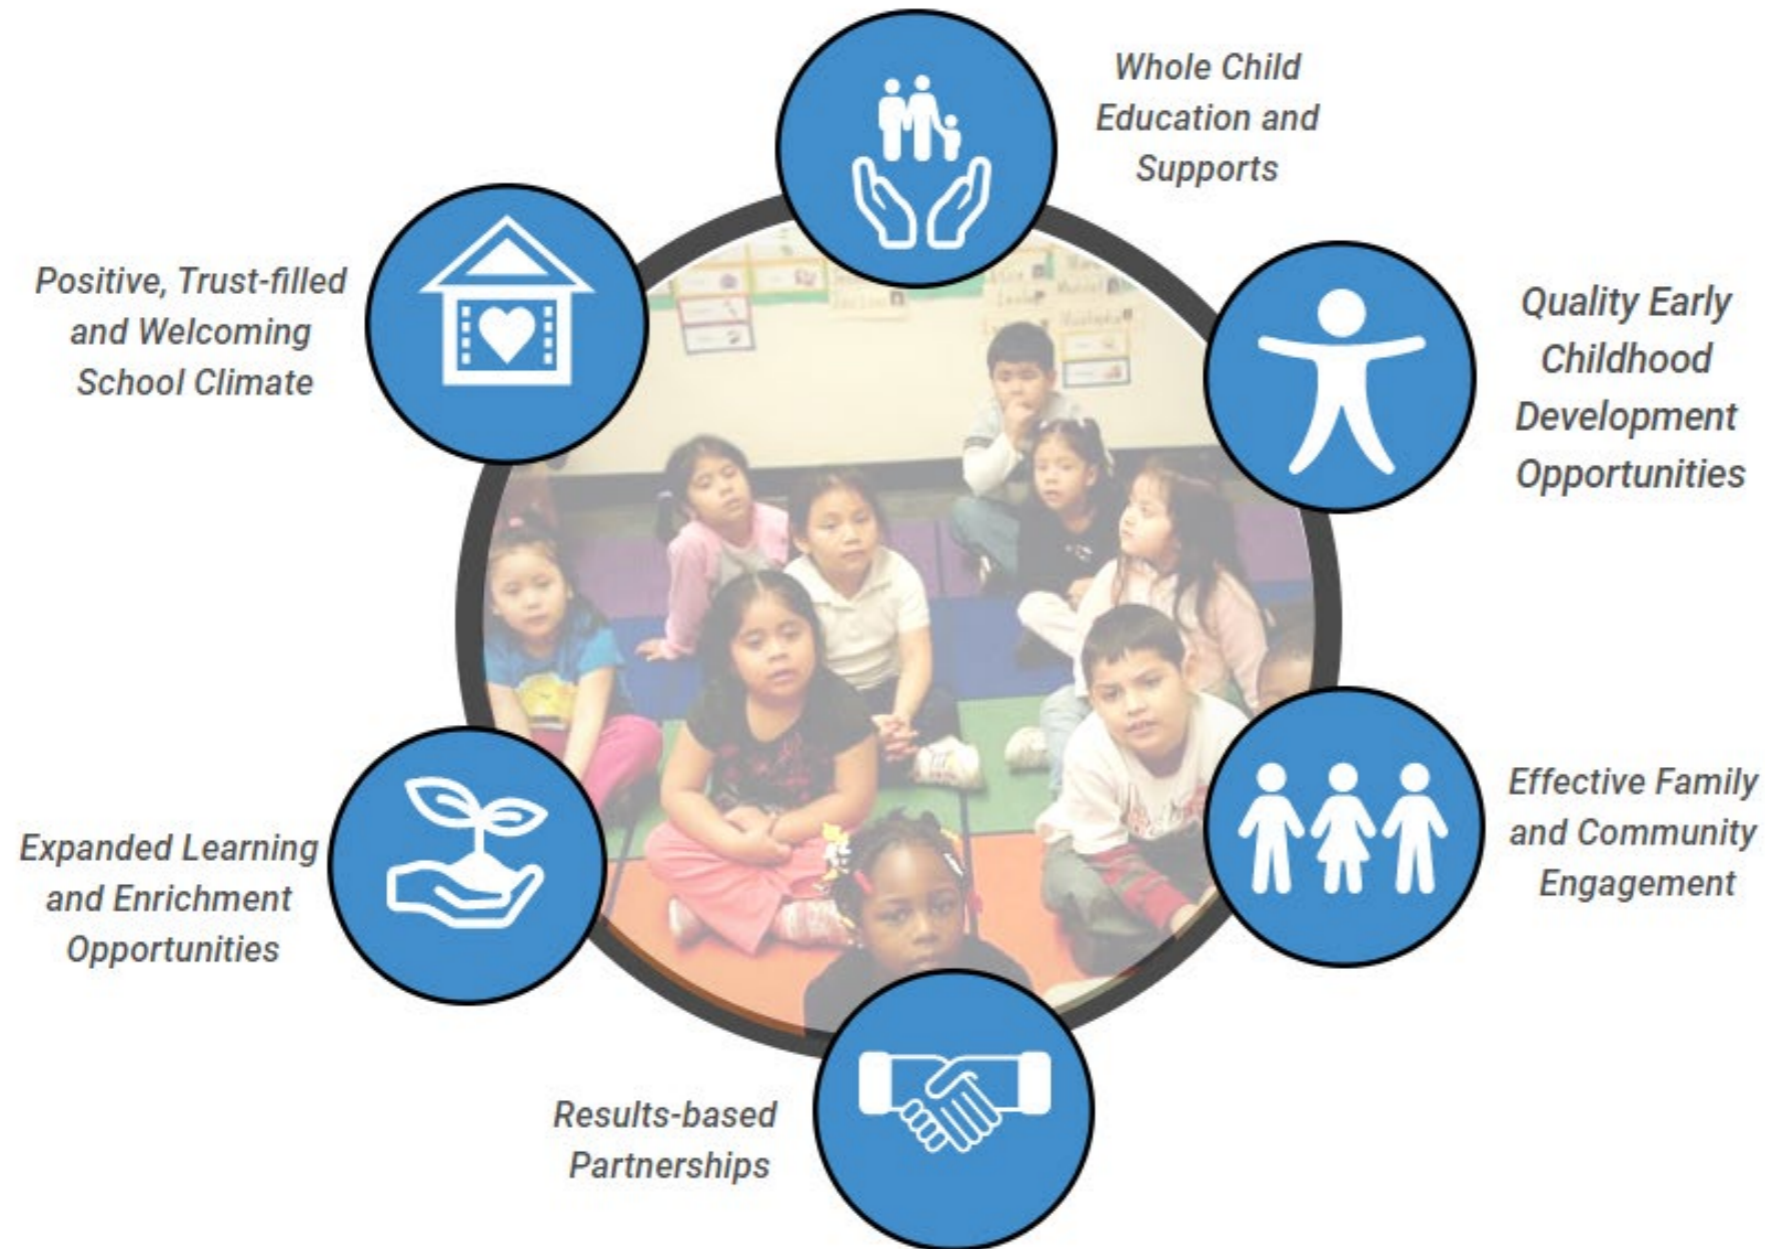 Whole Child
Education and
Supports
Quality Early
Childhood
Development
Opportunities
Effective Family
and Community
Engagement
Results-based
Partnerships
Expanded Learning
and Enrichment
Opportunities
Positive, Trust-filled
and Welcoming
School Climate